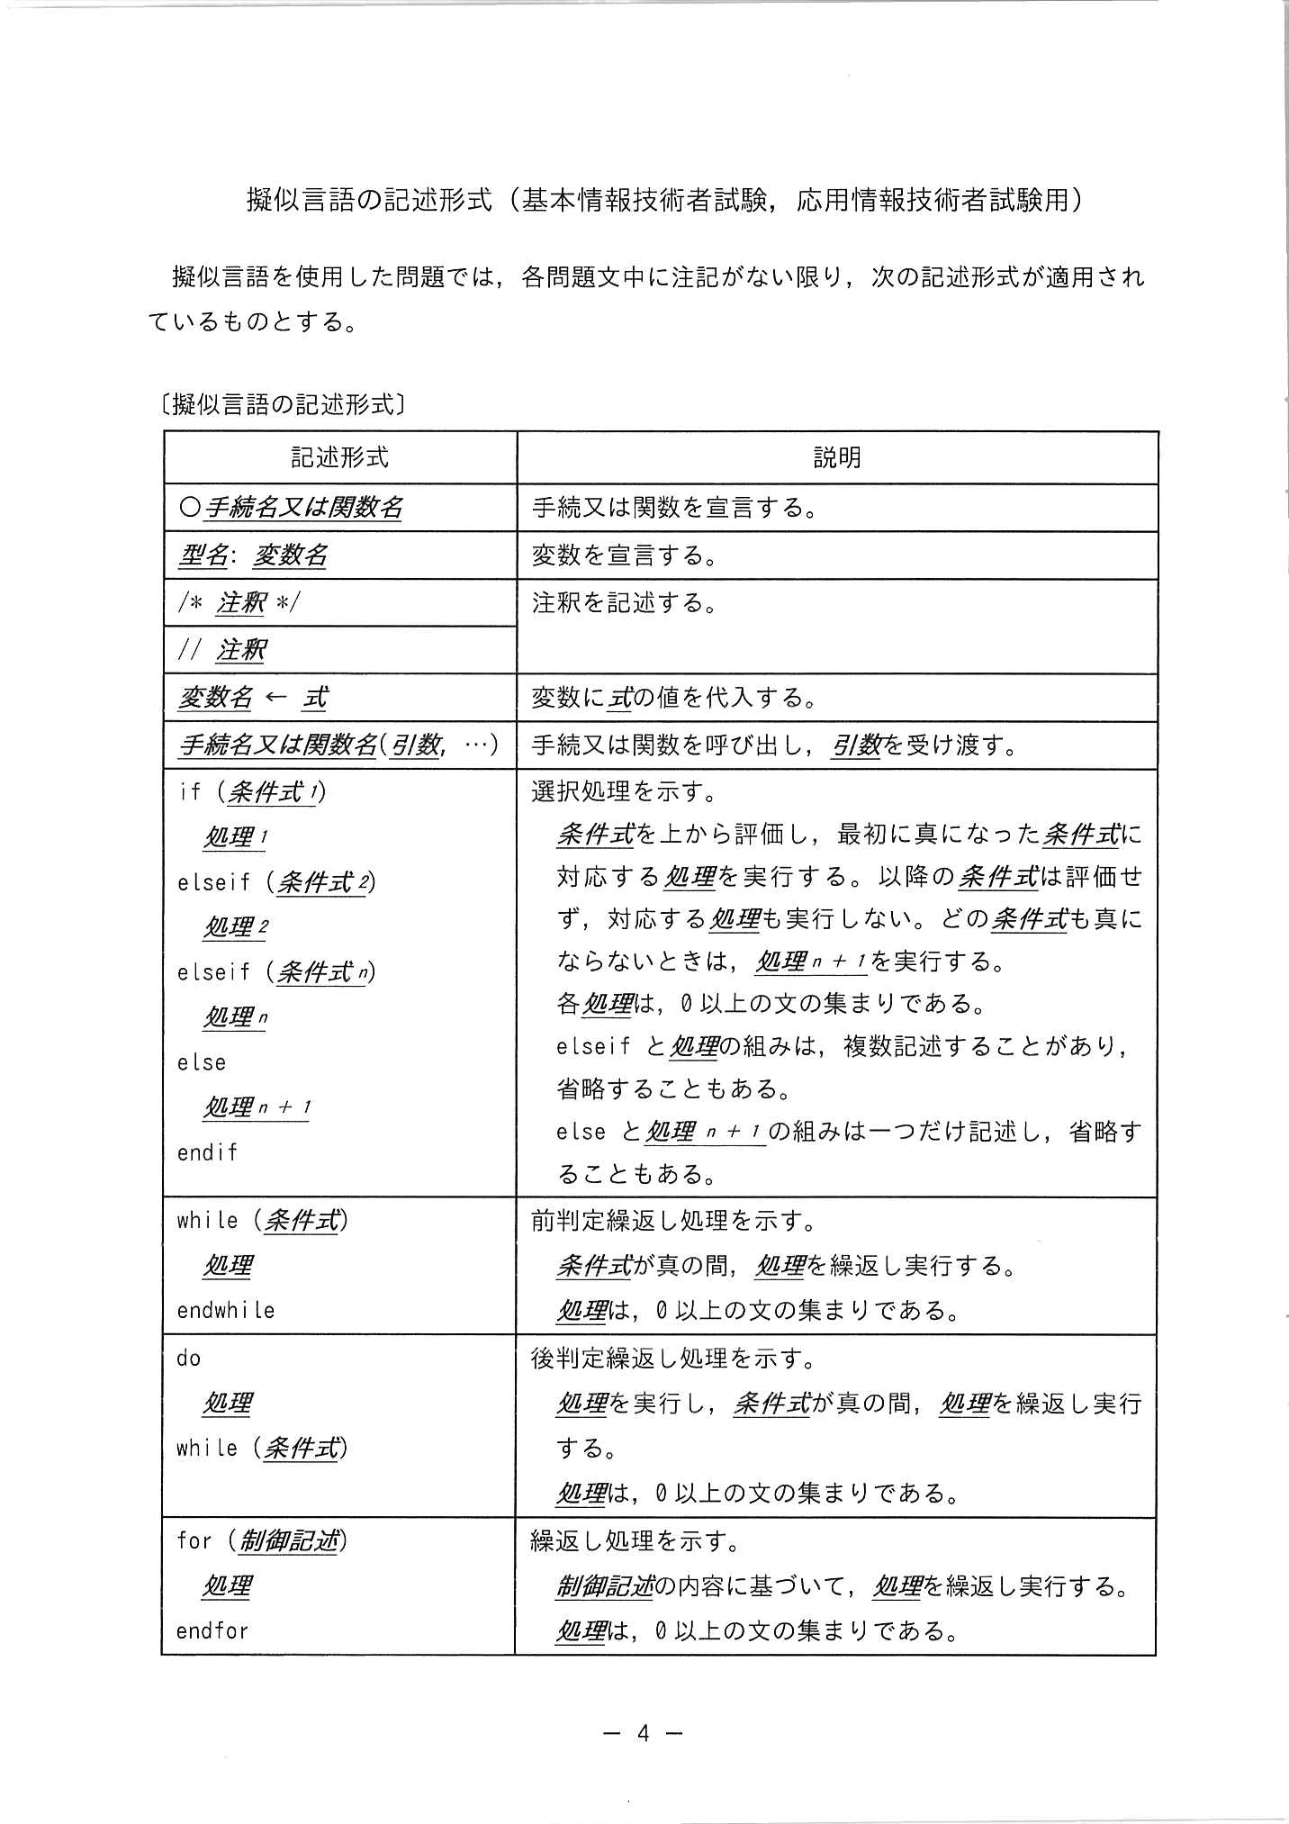 擬似言語の記述形式（基本情報技術者試験，応用情報技術者試験用）
擬似言語を使用した問題では，各問題文中に注記がない限り，次の記述形式が適用され
ているものとする。
〔擬似言語の記述形式〕
記述形式
説明
○手続名又は関数名
手続又は関数を宣言する。
型名: 変数名
変数を宣言する。
/* 注釈 */
注釈を記述する。
// 注釈
変数名 ← 式
変数に式の値を代入する。
手続名又は関数名(引数, …)
手続又は関数を呼び出し，引数を受け渡す。
if (条件式1)
処理1
elseif (条件式2)
処理2
elseif (条件式n)
処理n
else
処理n + 1
endif
選択処理を示す。
条件式を上から評価し，最初に真になった条件式に
対応する処理を実行する。以降の条件式は評価せ
ず，対応する処理も実行しない。どの条件式も真に
ならないときは，処理n + 1を実行する。
各処理は，0以上の文の集まりである。
elseif と処理の組みは，複数記述することがあり，
省略することもある。
else と処理 n + 1の組みは一つだけ記述し，省略す
ることもある。
while (条件式)
処理
endwhile
前判定繰返し処理を示す。
条件式が真の間，処理を繰返し実行する。
処理は，0以上の文の集まりである。
do
処理
while (条件式)
後判定繰返し処理を示す。
処理を実行し，条件式が真の間，処理を繰返し実行
する。
処理は，0以上の文の集まりである。
for (制御記述)
処理
endfor
繰返し処理を示す。
制御記述の内容に基づいて，処理を繰返し実行する。
処理は，0以上の文の集まりである。
― 4 ―